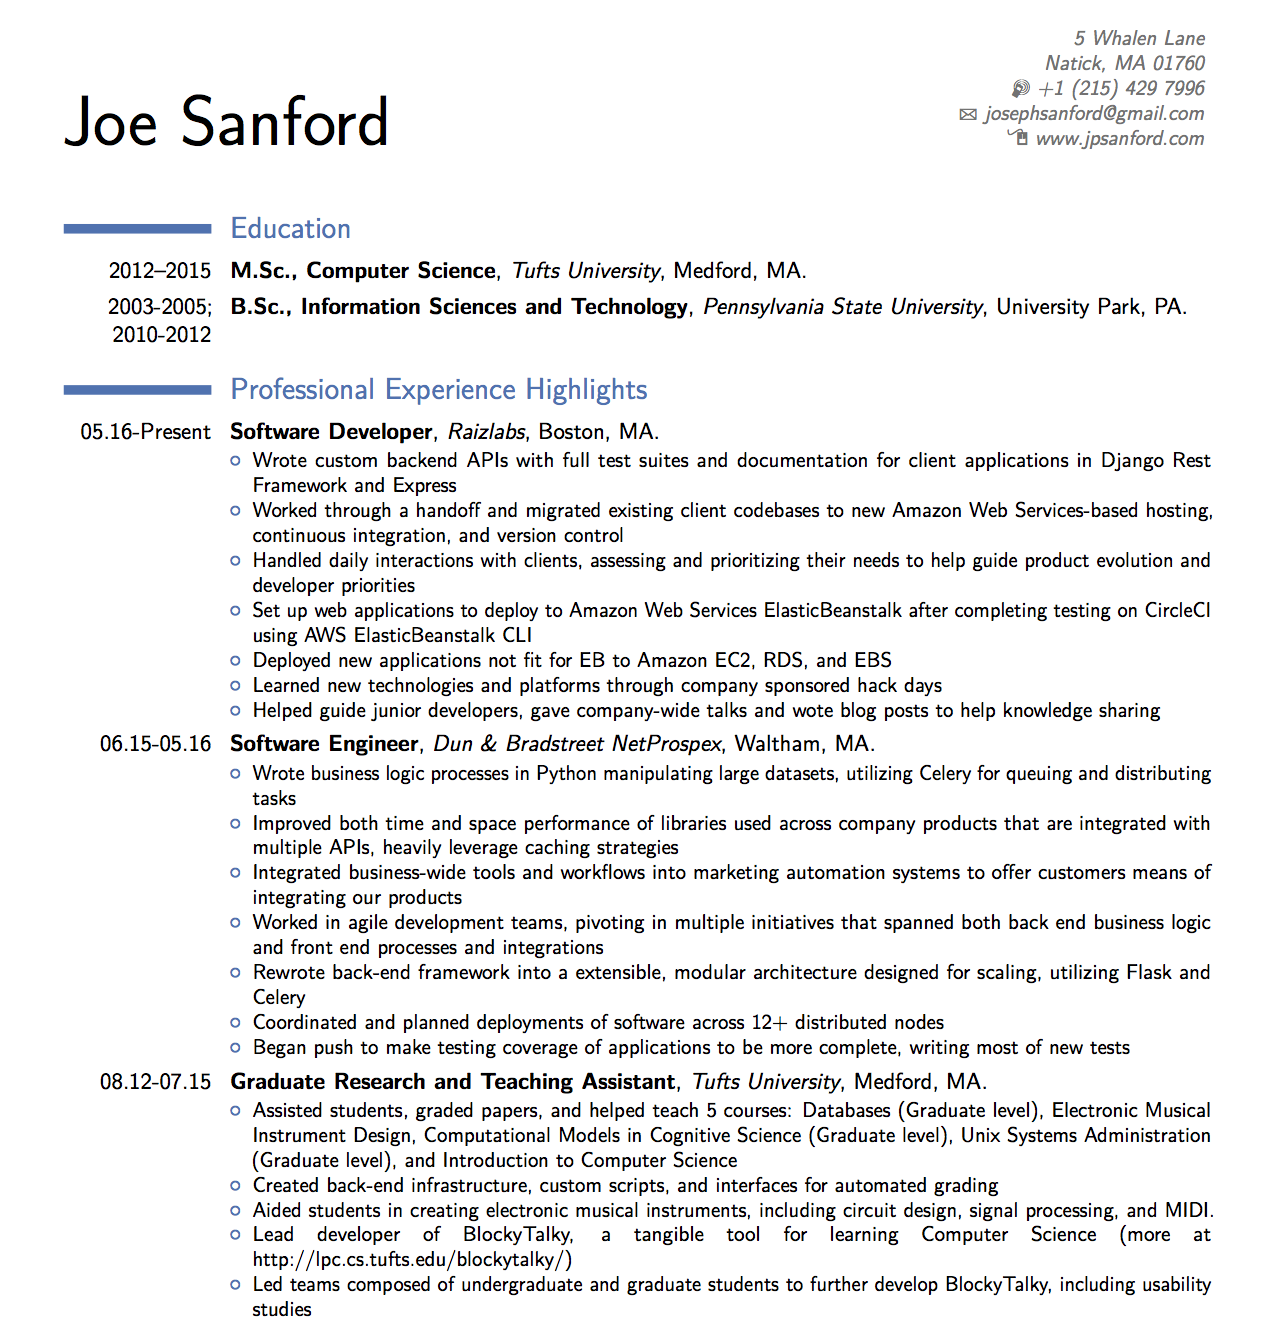 5 Whalen Lane
Natick, MA 01760
+1 (215) 429 7996
josephsanford@gmail.com
www.jpsanford.com
Joe Sanford
Education
2012–2015 M.Sc., Computer Science, Tufts University, Medford, MA.
2003-2005; B.Sc., Information Sciences and Technology, Pennsylvania State University, University Park, PA.
2010-2012
Professional Experience Highlights
05.16-Present Software Developer, Raizlabs, Boston, MA.
Wrote custom backend APIs with full test suites and documentation for client applications in Django Rest
Framework and Express
Worked through a handoff and migrated existing client codebases to new Amazon Web Services-based hosting,
continuous integration, and version control
Handled daily interactions with clients, assessing and prioritizing their needs to help guide product evolution and
developer priorities
Set up web applications to deploy to Amazon Web Services ElasticBeanstalk after completing testing on CircleCI
using AWS ElasticBeanstalk CLI
Deployed new applications not fit for EB to Amazon EC2, RDS, and EBS
Learned new technologies and platforms through company sponsored hack days
Helped guide junior developers, gave company-wide talks and wote blog posts to help knowledge sharing
06.15-05.16 Software Engineer, Dun & Bradstreet NetProspex, Waltham, MA.
Wrote business logic processes in Python manipulating large datasets, utilizing Celery for queuing and distributing
tasks
Improved both time and space performance of libraries used across company products that are integrated with
multiple APIs, heavily leverage caching strategies
Integrated business-wide tools and workflows into marketing automation systems to offer customers means of
integrating our products
Worked in agile development teams, pivoting in multiple initiatives that spanned both back end business logic
and front end processes and integrations
Rewrote back-end framework into a extensible, modular architecture designed for scaling, utilizing Flask and
Celery
Coordinated and planned deployments of software across 12+ distributed nodes
Began push to make testing coverage of applications to be more complete, writing most of new tests
08.12-07.15 Graduate Research and Teaching Assistant, Tufts University, Medford, MA.
Assisted students, graded papers, and helped teach 5 courses: Databases (Graduate level), Electronic Musical
Instrument Design, Computational Models in Cognitive Science (Graduate level), Unix Systems Administration
(Graduate level), and Introduction to Computer Science
Created back-end infrastructure, custom scripts, and interfaces for automated grading
Aided students in creating electronic musical instruments, including circuit design, signal processing, and MIDI.
Lead developer of BlockyTalky, a tangible tool for learning Computer Science (more at
http://lpc.cs.tufts.edu/blockytalky/)
Led teams composed of undergraduate and graduate students to further develop BlockyTalky, including usability
studies